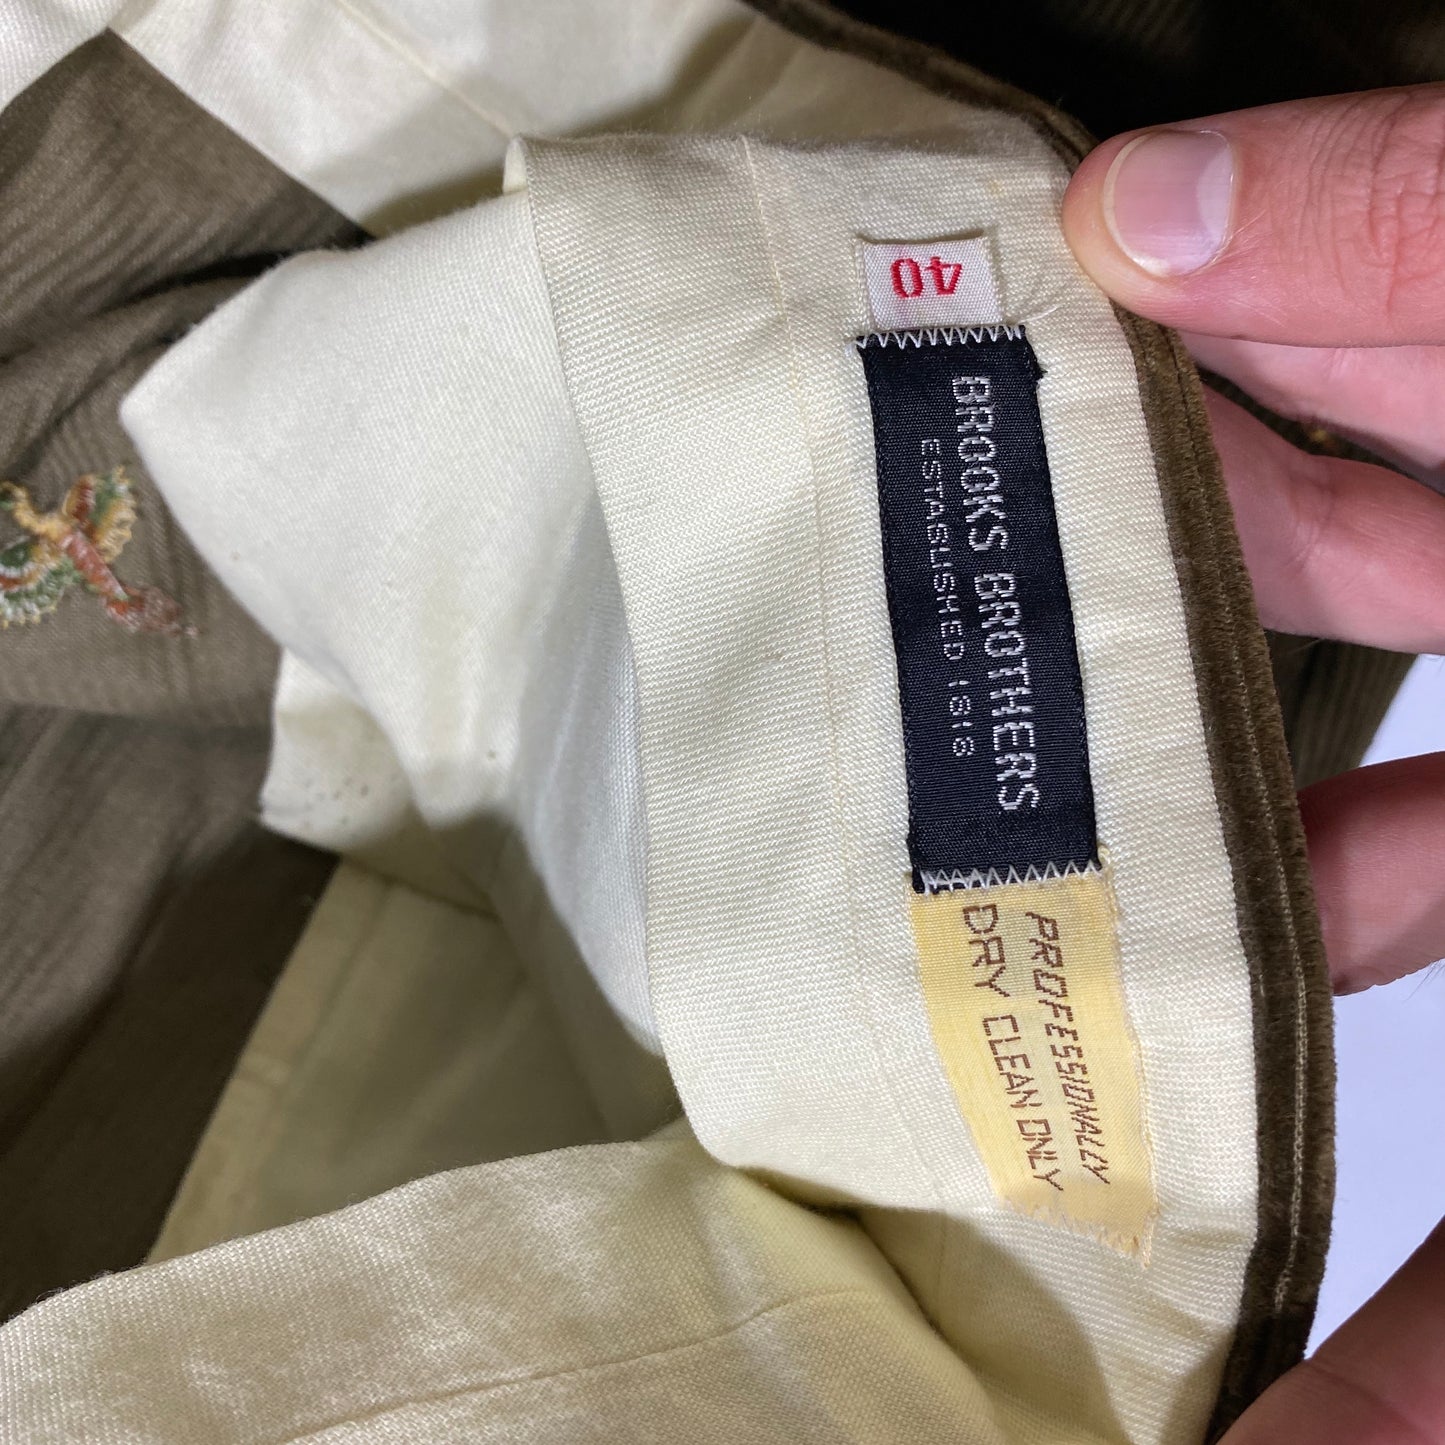 40
BROOKS BROTHERS
ESTABLISHED 1818
PROFESSIONALLY
DRY CLEAN ONLY